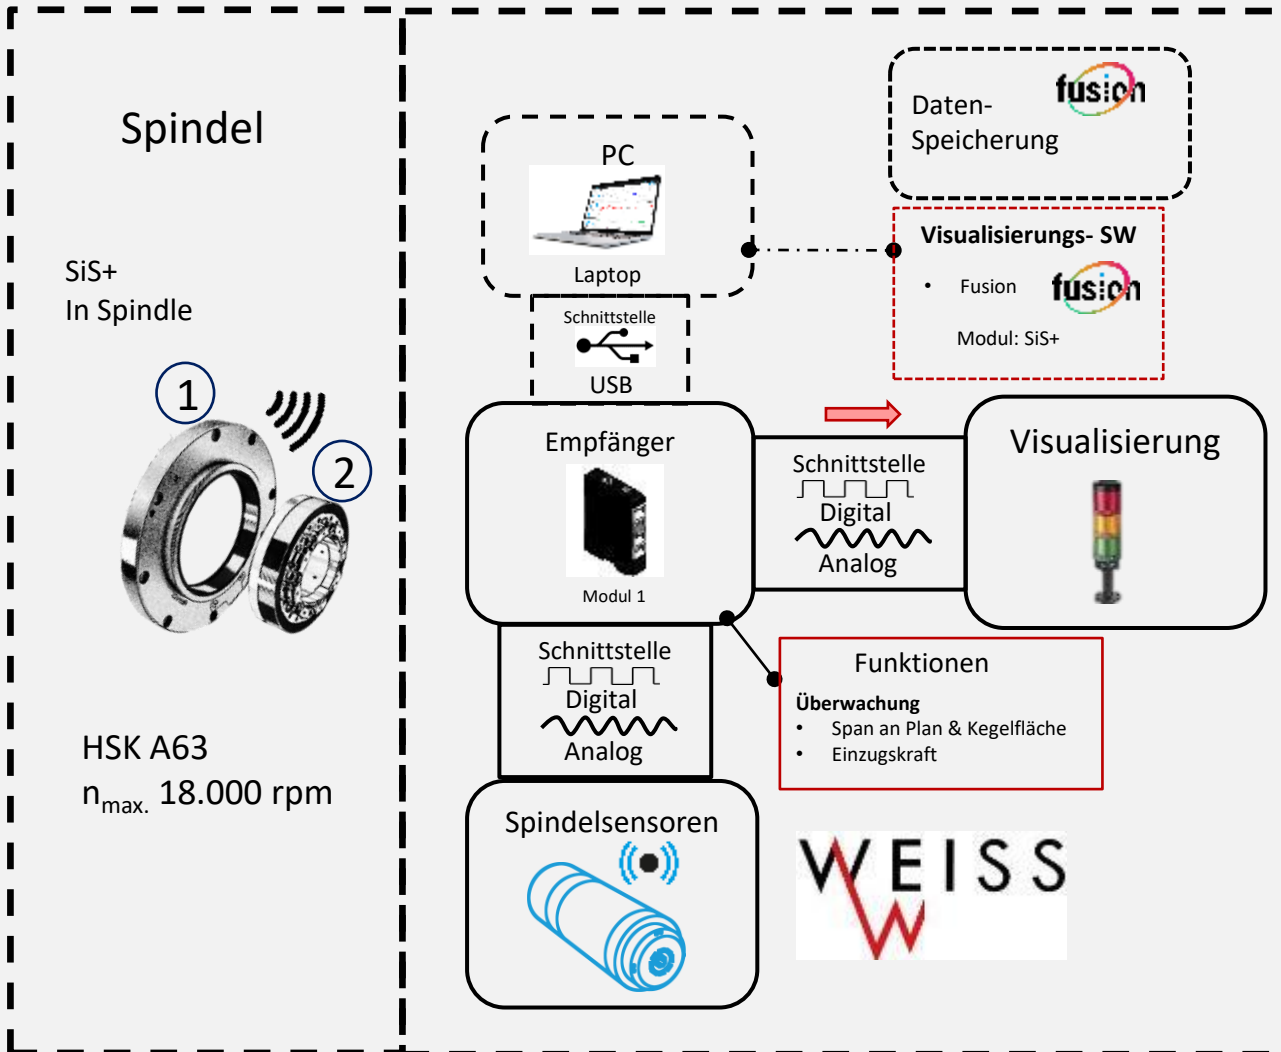 Spindel
SiS+
In Spindle
1
2
HSK A63
nmax. 18.000 rpm
PC
Laptop
Schnittstelle
USB
Daten-
Speicherung
fusion
Visualisierungs- SW
• Fusion
fusion
Modul: SiS+
Empfänger
Modul 1
Schnittstelle
Digital
Analog
Visualisierung
Schnittstelle
Digital
Analog
Funktionen
Überwachung
• Span an Plan & Kegelfläche
• Einzugskraft
Spindelsensoren
WEISS
W